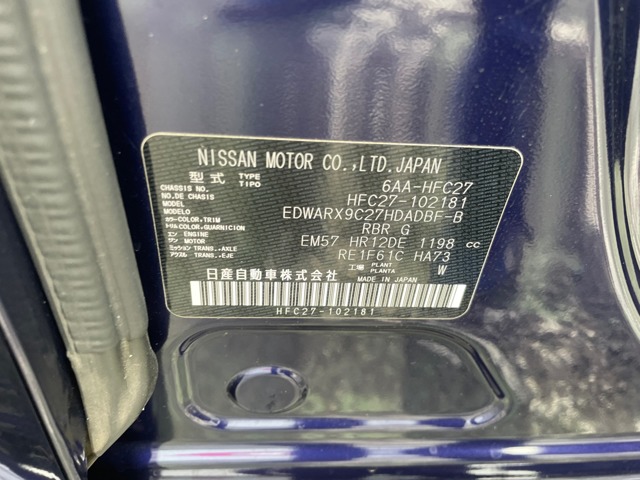 NISSAN MOTOR CO.,LTD.JAPAN
型式 TYPE TIPO 6AA-HFC27
CHASSIS NO. NO.DE CHASSIS HFC27-102181
MODEL MODELO EDWARX9C27HDADBF-B
カラー COLOR,TRIM トリム COLOR,GUARNICION RBR G
エンジン ENGINE MOTOR EM57 HR12DE 1198 cc
ミッション TRANS.,AXLE アクスル TRANS.,EJE RE1F61C HA73
工場 PLANT PLANTA W
日産自動車株式会社 MADE IN JAPAN
HFC27-102181